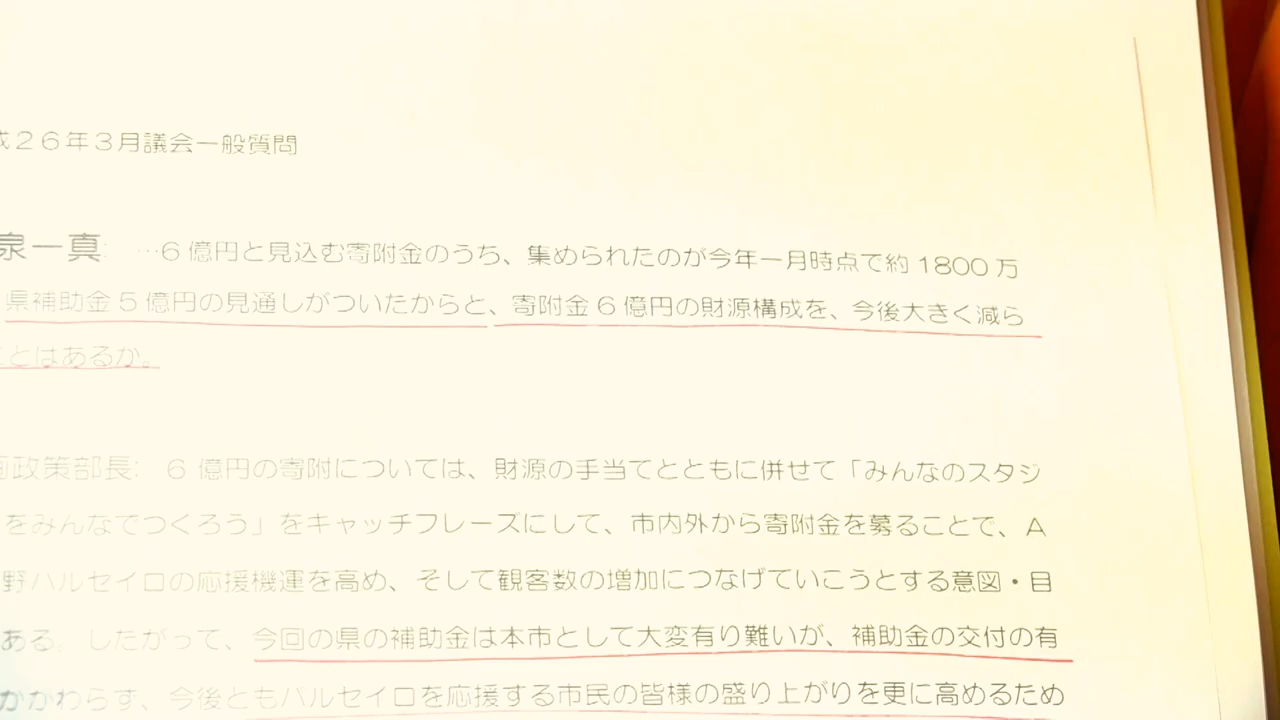 成26年3月議会一般質問
泉一真: …6億円と見込む寄附金のうち、集められたのが今年一月時点で約1800万
県補助金5億円の見通しがついたからと、寄附金6億円の財源構成を、今後大きく減ら
ことはあるか。
画政策部長: 6億円の寄附については、財源の手当てとともに併せて「みんなのスタジ
をみんなでつくろう」をキャッチフレーズにして、市内外から寄附金を募ることで、A
野パルセイロの応援機運を高め、そして観客数の増加につなげていこうとする意図・目
ある。したがって、今回の県の補助金は本市として大変有り難いが、補助金の交付の有
かかわらず、今後ともパルセイロを応援する市民の皆様の盛り上がりを更に高めるため